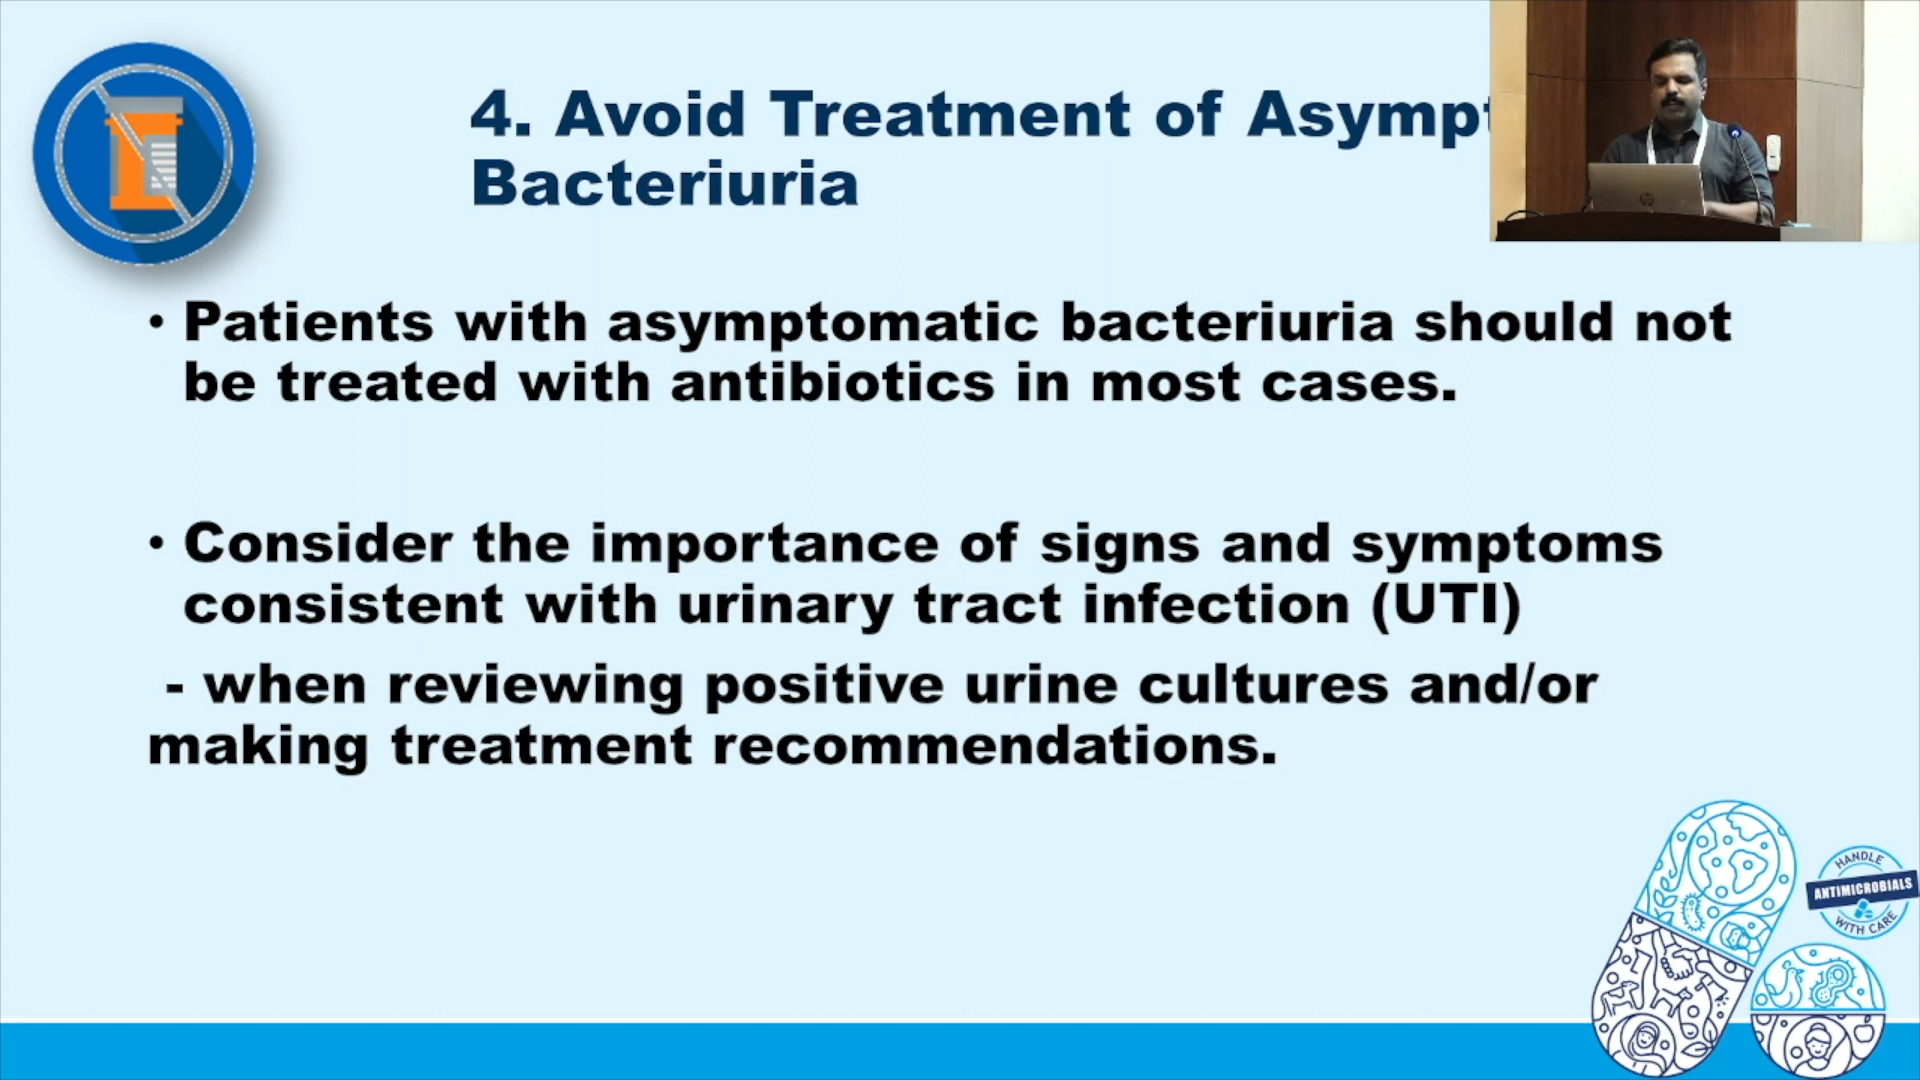 4. Avoid Treatment of Asympt
Bacteriuria
• Patients with asymptomatic bacteriuria should not
be treated with antibiotics in most cases.
• Consider the importance of signs and symptoms
consistent with urinary tract infection (UTI)
- when reviewing positive urine cultures and/or
making treatment recommendations.
HANDLE
ANTIMICROBIALS
WITH CARE